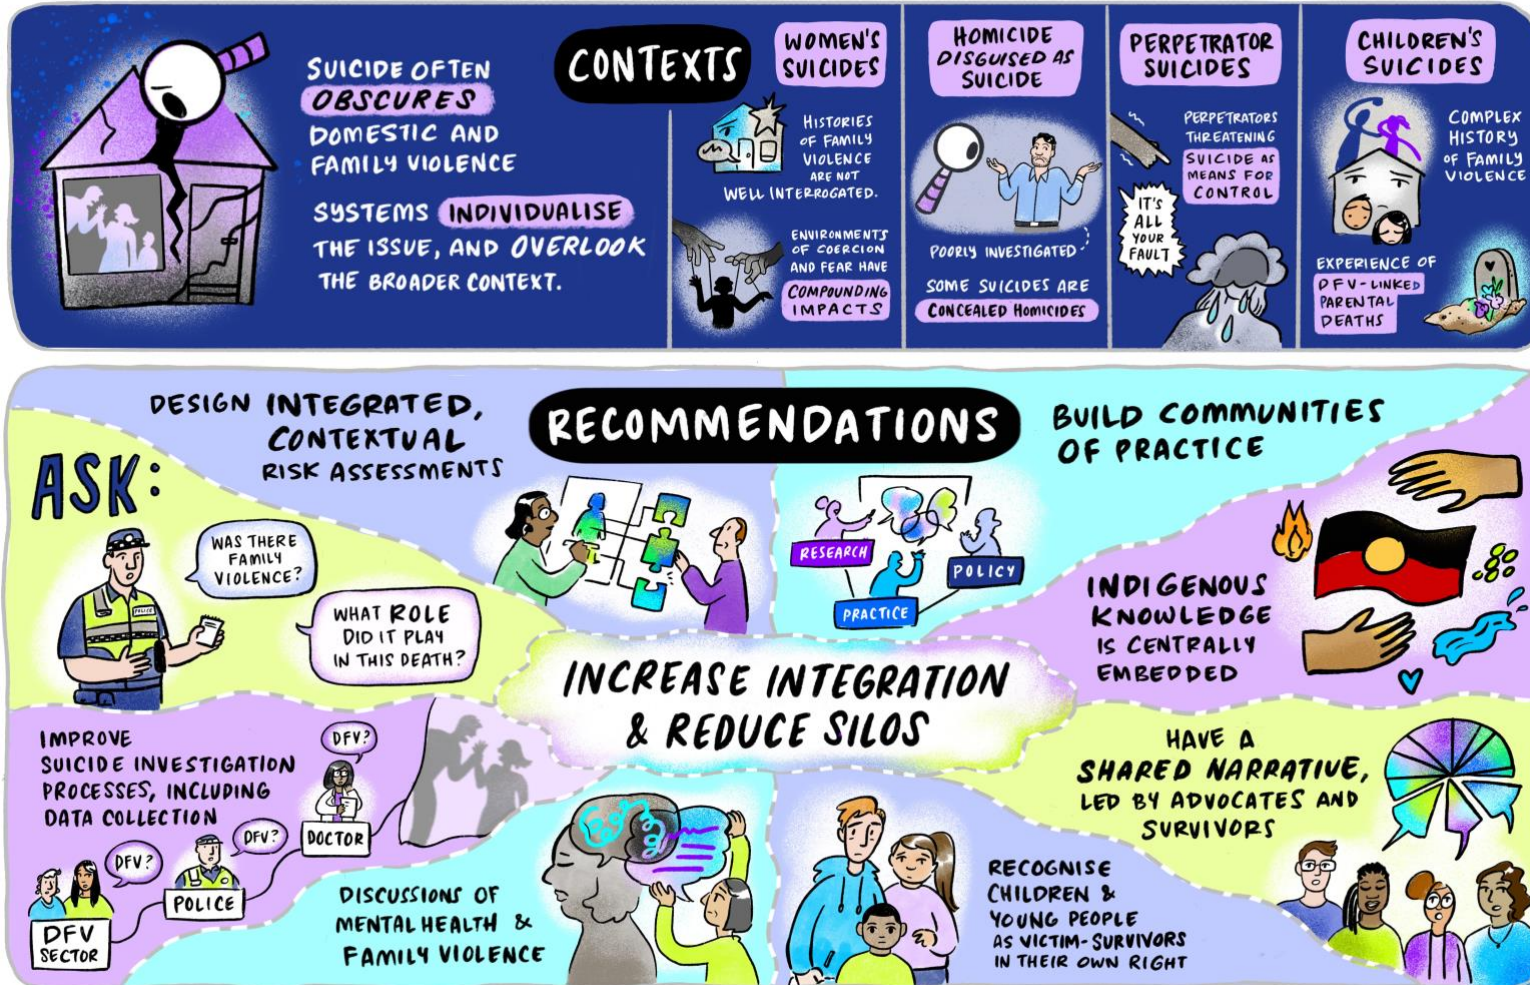 SUICIDE OFTEN
OBSCURES
DOMESTIC AND
FAMILY VIOLENCE
SYSTEMS INDIVIDUALISE
THE ISSUE, AND OVERLOOK
THE BROADER CONTEXT.
CONTEXTS
WOMEN'S
SUICIDES
HISTORIES
OF FAMILY
VIOLENCE
ARE NOT
WELL INTERROGATED.
ENVIRONMENTS
OF COERCION
AND FEAR HAVE
COMPOUNDING
IMPACTS
HOMICIDE
DISGUISED AS
SUICIDE
POORLY INVESTIGATED
SOME SUICIDES ARE
CONCEALED HOMICIDES
PERPETRATOR
SUICIDES
PERPETRATORS
THREATENING
SUICIDE AS
MEANS FOR
CONTROL
IT'S
ALL
YOUR
FAULT
CHILDREN'S
SUICIDES
COMPLEX
HISTORY
OF FAMILY
VIOLENCE
EXPERIENCE OF
DFV-LINKED
PARENTAL
DEATHS
RECOMMENDATIONS
DESIGN INTEGRATED,
CONTEXTUAL
RISK ASSESSMENTS
BUILD COMMUNITIES
OF PRACTICE
RESEARCH
POLICY
PRACTICE
ASK:
WAS THERE
FAMILY
VIOLENCE?
WHAT ROLE
DID IT PLAY
IN THIS DEATH?
POLICE
INDIGENOUS
KNOWLEDGE
IS CENTRALLY
EMBEDDED
INCREASE INTEGRATION
& REDUCE SILOS
IMPROVE
SUICIDE INVESTIGATION
PROCESSES, INCLUDING
DATA COLLECTION
DFV?
DOCTOR
DFV?
POLICE
DFV?
DFV
SECTOR
DISCUSSIONS OF
MENTAL HEALTH &
FAMILY VIOLENCE
RECOGNISE
CHILDREN &
YOUNG PEOPLE
AS VICTIM-SURVIVORS
IN THEIR OWN RIGHT
HAVE A
SHARED NARRATIVE,
LED BY ADVOCATES AND
SURVIVORS